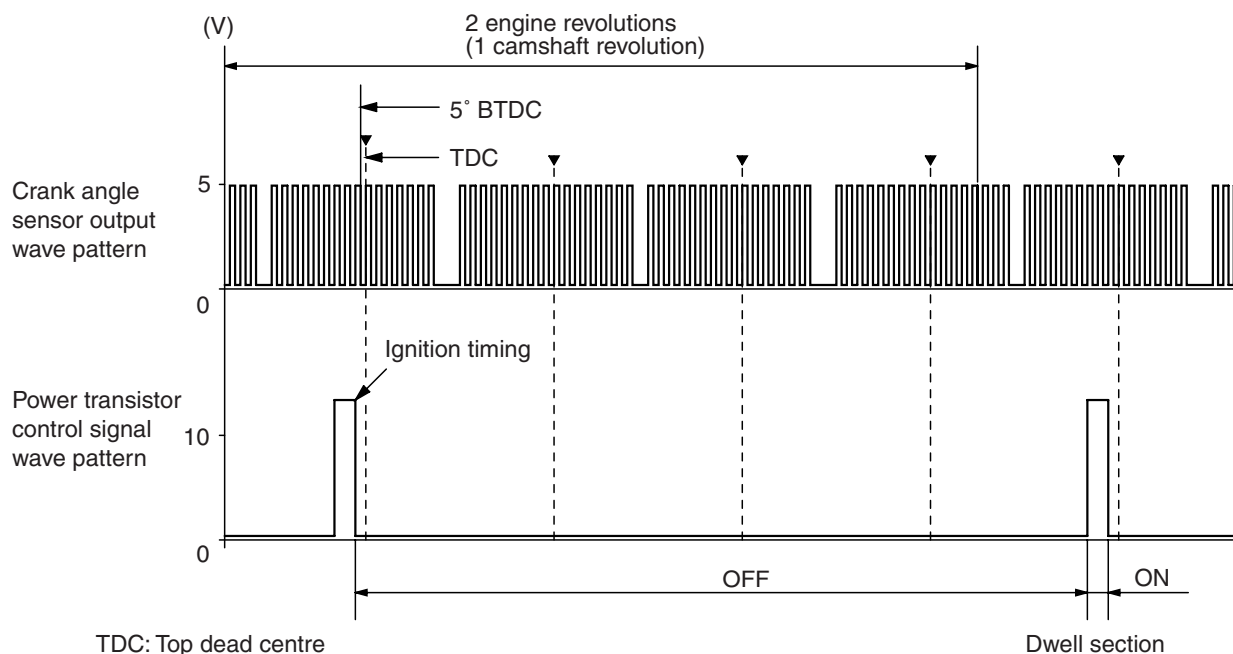 (V)
2 engine revolutions
(1 camshaft revolution)
5˚ BTDC
TDC
Crank angle
sensor output
wave pattern
5
0
Ignition timing
Power transistor
control signal
wave pattern
10
0
OFF
ON
TDC: Top dead centre
Dwell section